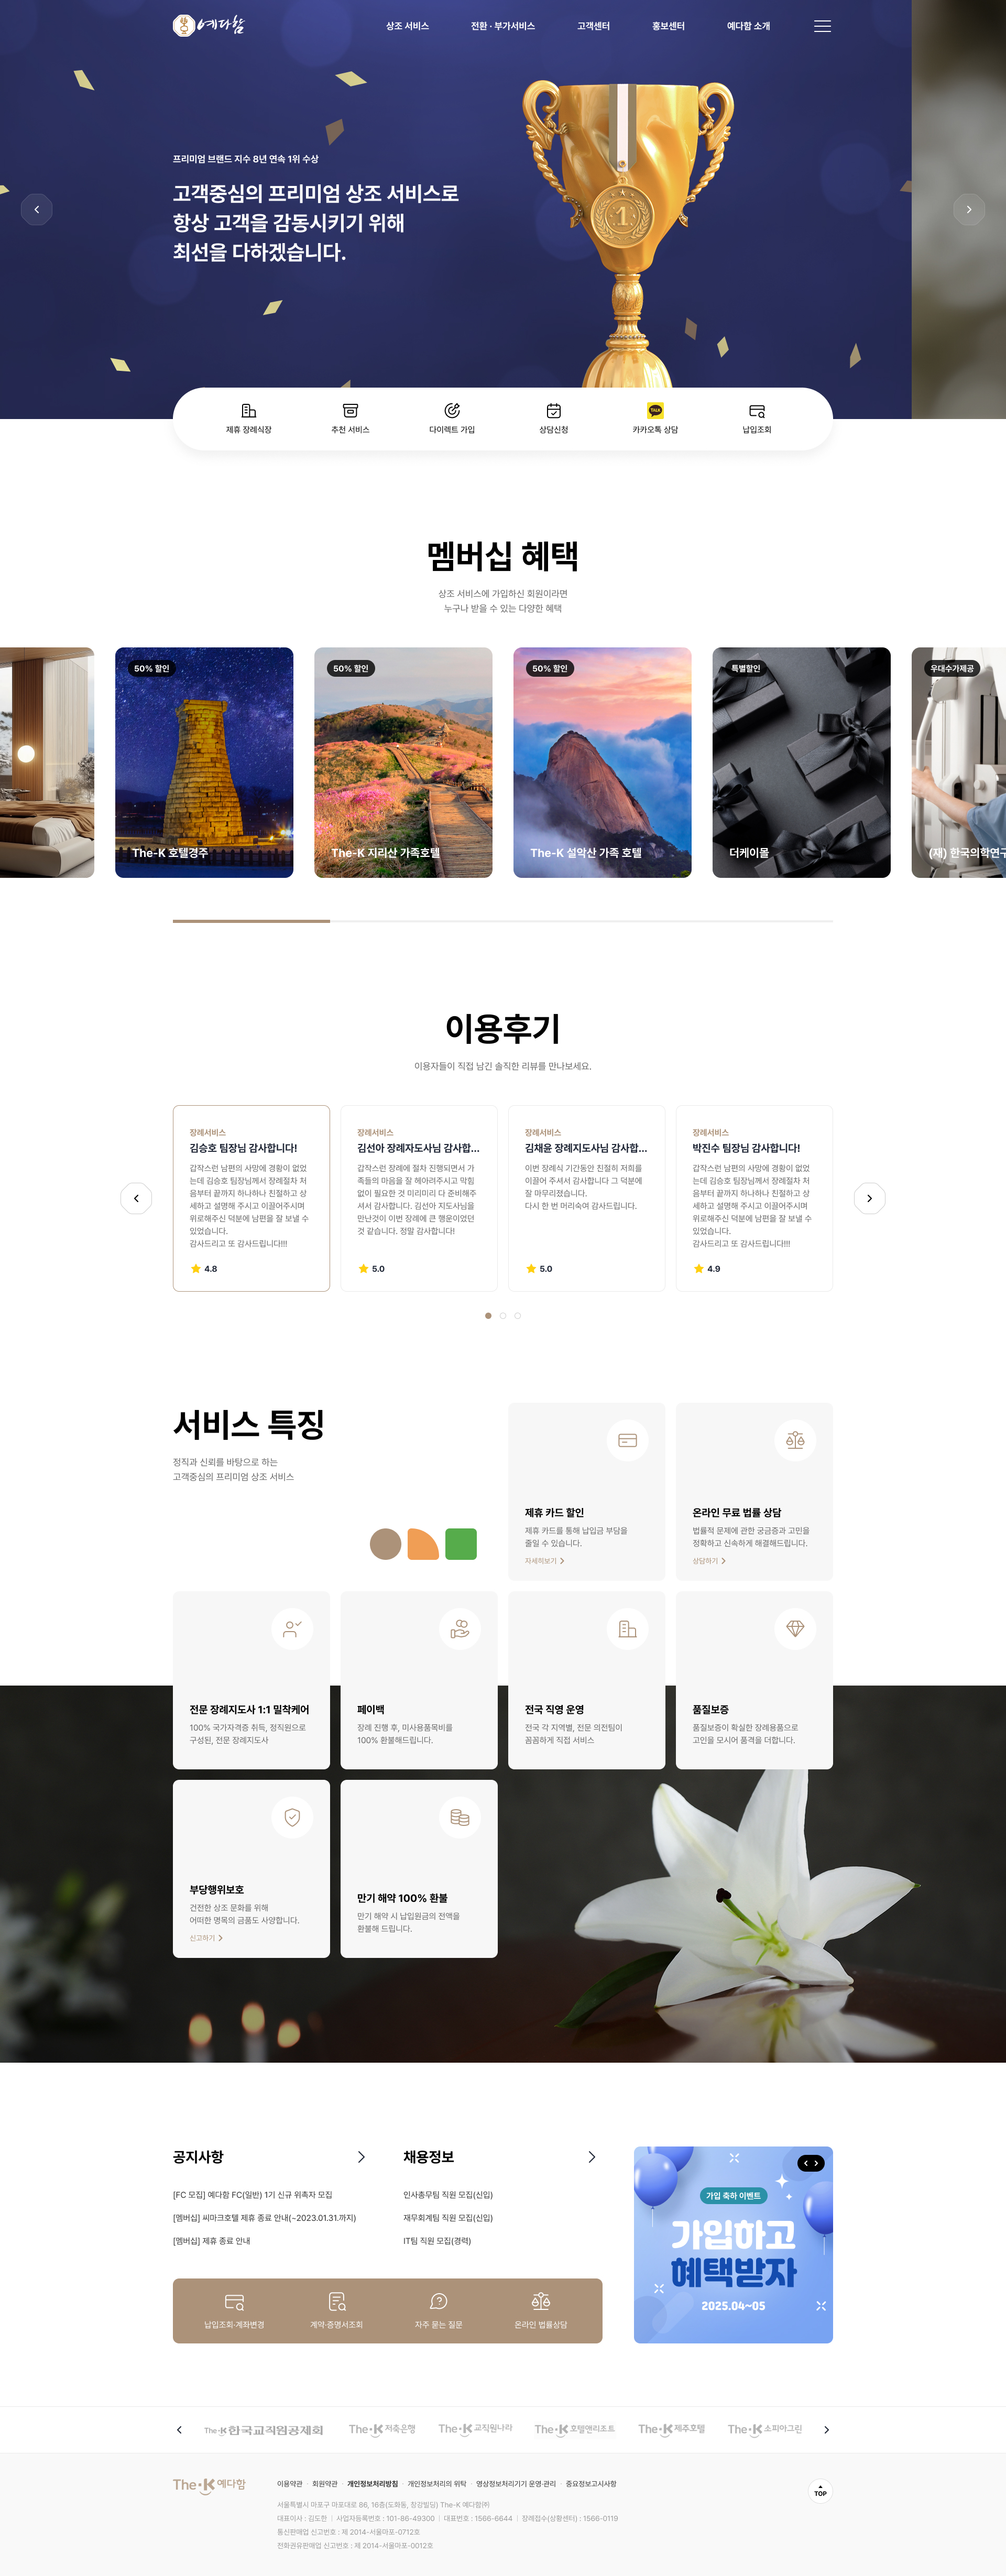 예다함
상조 서비스
전환 · 부가서비스
고객센터
홍보센터
예다함 소개
프리미엄 브랜드 지수 8년 연속 1위 수상
고객중심의 프리미엄 상조 서비스로
항상 고객을 감동시키기 위해
최선을 다하겠습니다.
1
제휴 장례식장
추천 서비스
다이렉트 가입
상담신청
TALK
카카오톡 상담
납입조회
멤버십 혜택
상조 서비스에 가입하신 회원이라면
누구나 받을 수 있는 다양한 혜택
50% 할인
The-K 호텔경주
50% 할인
The-K 지리산 가족호텔
50% 할인
The-K 설악산 가족 호텔
특별할인
더케이몰
우대수가제공
(재) 한국의학연구
이용후기
이용자들이 직접 남긴 솔직한 리뷰를 만나보세요.
장례서비스
김승호 팀장님 감사합니다!
갑작스런 남편의 사망에 경황이 없었
는데 김승호 팀장님께서 장례절차 처
음부터 끝까지 하나하나 친절하고 상
세하고 설명해 주시고 이끌어주시며
위로해주신 덕분에 남편을 잘 보낼 수
있었습니다.
감사드리고 또 감사드립니다!!!
4.8
장례서비스
김선아 장례자도사님 감사합...
갑작스런 장례에 절차 진행되면서 가
족들의 마음을 잘 헤아려주시고 막힘
없이 필요한 것 미리미리 다 준비해주
셔서 감사합니다. 김선아 지도사님을
만난것이 이번 장례에 큰 행운이었던
것 같습니다. 정말 감사합니다!
5.0
장례서비스
김채윤 장례지도사님 감사합...
이번 장례식 기간동안 친절히 저희를
이끌어 주셔서 감사합니다 그 덕분에
잘 마무리졌습니다.
다시 한 번 머리숙여 감사드립니다.
5.0
장례서비스
박진수 팀장님 감사합니다!
갑작스런 남편의 사망에 경황이 없었
는데 김승호 팀장님께서 장례절차 처
음부터 끝까지 하나하나 친절하고 상
세하고 설명해 주시고 이끌어주시며
위로해주신 덕분에 남편을 잘 보낼 수
있었습니다.
감사드리고 또 감사드립니다!!!
4.9
서비스 특징
정직과 신뢰를 바탕으로 하는
고객중심의 프리미엄 상조 서비스
제휴 카드 할인
제휴 카드를 통해 납입금 부담을
줄일 수 있습니다.
자세히보기
온라인 무료 법률 상담
법률적 문제에 관한 궁금증과 고민을
정확하고 신속하게 해결해드립니다.
상담하기
전문 장례지도사 1:1 밀착케어
100% 국가자격증 취득, 정직원으로
구성된, 전문 장례지도사
페이백
장례 진행 후, 미사용품목비를
100% 환불해드립니다.
전국 직영 운영
전국 각 지역별, 전문 의전팀이
꼼꼼하게 직접 서비스
품질보증
품질보증이 확실한 장례용품으로
고인을 모시어 품격을 더합니다.
부당행위보호
건전한 상조 문화를 위해
어떠한 명목의 금품도 사양합니다.
신고하기
만기 해약 100% 환불
만기 해약 시 납입원금의 전액을
환불해 드립니다.
공지사항
[FC 모집] 예다함 FC(일반) 1기 신규 위촉자 모집
[멤버십] 씨마크호텔 제휴 종료 안내(~2023.01.31.까지)
[멤버십] 제휴 종료 안내
채용정보
인사총무팀 직원 모집(신입)
재무회계팀 직원 모집(신입)
IT팀 직원 모집(경력)
가입 축하 이벤트
가입하고
혜택받자
2025.04~05
납입조회·계좌변경
계약·증명서조회
자주 묻는 질문
온라인 법률상담
The-K한국교직원공제회
The-K저축은행
The-K교직원나라
The-K호텔앤리조트
The-K제주호텔
The-K소피아그린
The-K예다함
이용약관 · 회원약관 · 개인정보처리방침 · 개인정보처리의 위탁 · 영상정보처리기기 운영·관리 · 중요정보고시사항
서울특별시 마포구 마포대로 86, 16층(도화동, 창강빌딩) The-K 예다함㈜
대표이사 : 김도한 | 사업자등록번호 : 101-86-49300 | 대표번호 : 1566-6644 | 장례접수(상황센터) : 1566-0119
통신판매업 신고번호 : 제 2014-서울마포-0712호
전화권유판매업 신고번호 : 제 2014-서울마포-0012호
TOP